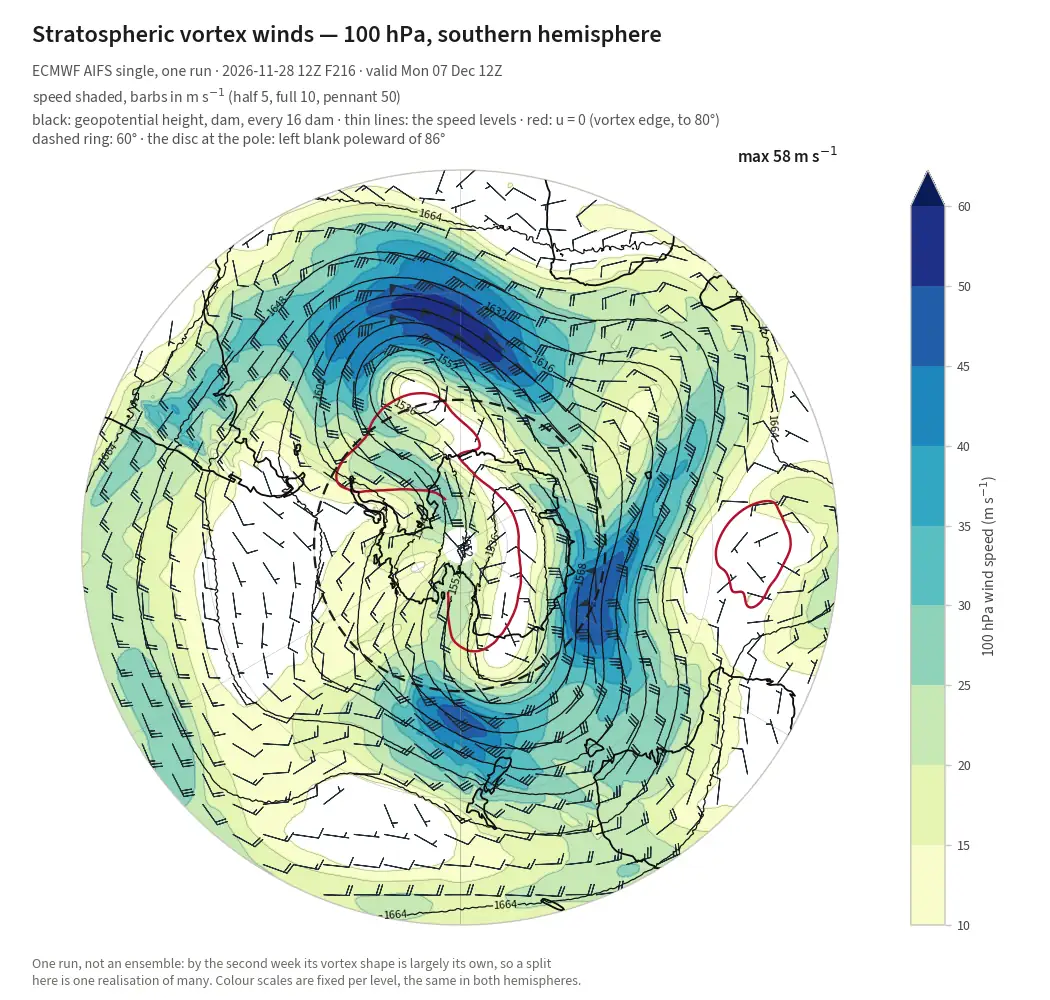 Stratospheric vortex winds — 100 hPa, southern hemisphere
ECMWF AIFS single, one run · 2026-11-28 12Z F216 · valid Mon 07 Dec 12Z
speed shaded, barbs in m s⁻¹ (half 5, full 10, pennant 50)
black: geopotential height, dam, every 16 dam · thin lines: the speed levels · red: u = 0 (vortex edge, to 80°)
dashed ring: 60° · the disc at the pole: left blank poleward of 86°
max 58 m s⁻¹
1664
1648
1632
1616
1664
1664
1568
1664
1664
60
50
45
40
35
30
25
20
15
10
100 hPa wind speed (m s⁻¹)
One run, not an ensemble: by the second week its vortex shape is largely its own, so a split
here is one realisation of many. Colour scales are fixed per level, the same in both hemispheres.